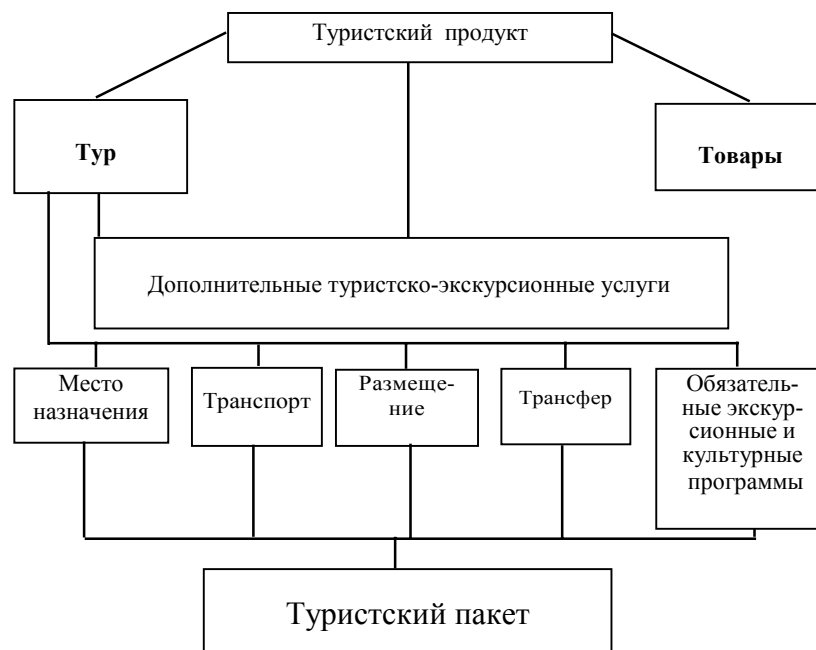 Туристский продукт
Тур
Товары
Дополнительные туристско-экскурсионные услуги
Место
назначения
Транспорт
Размеще-
ние
Трансфер
Обязатель-
ные экскур-
сионные и
культурные
программы
Туристский пакет